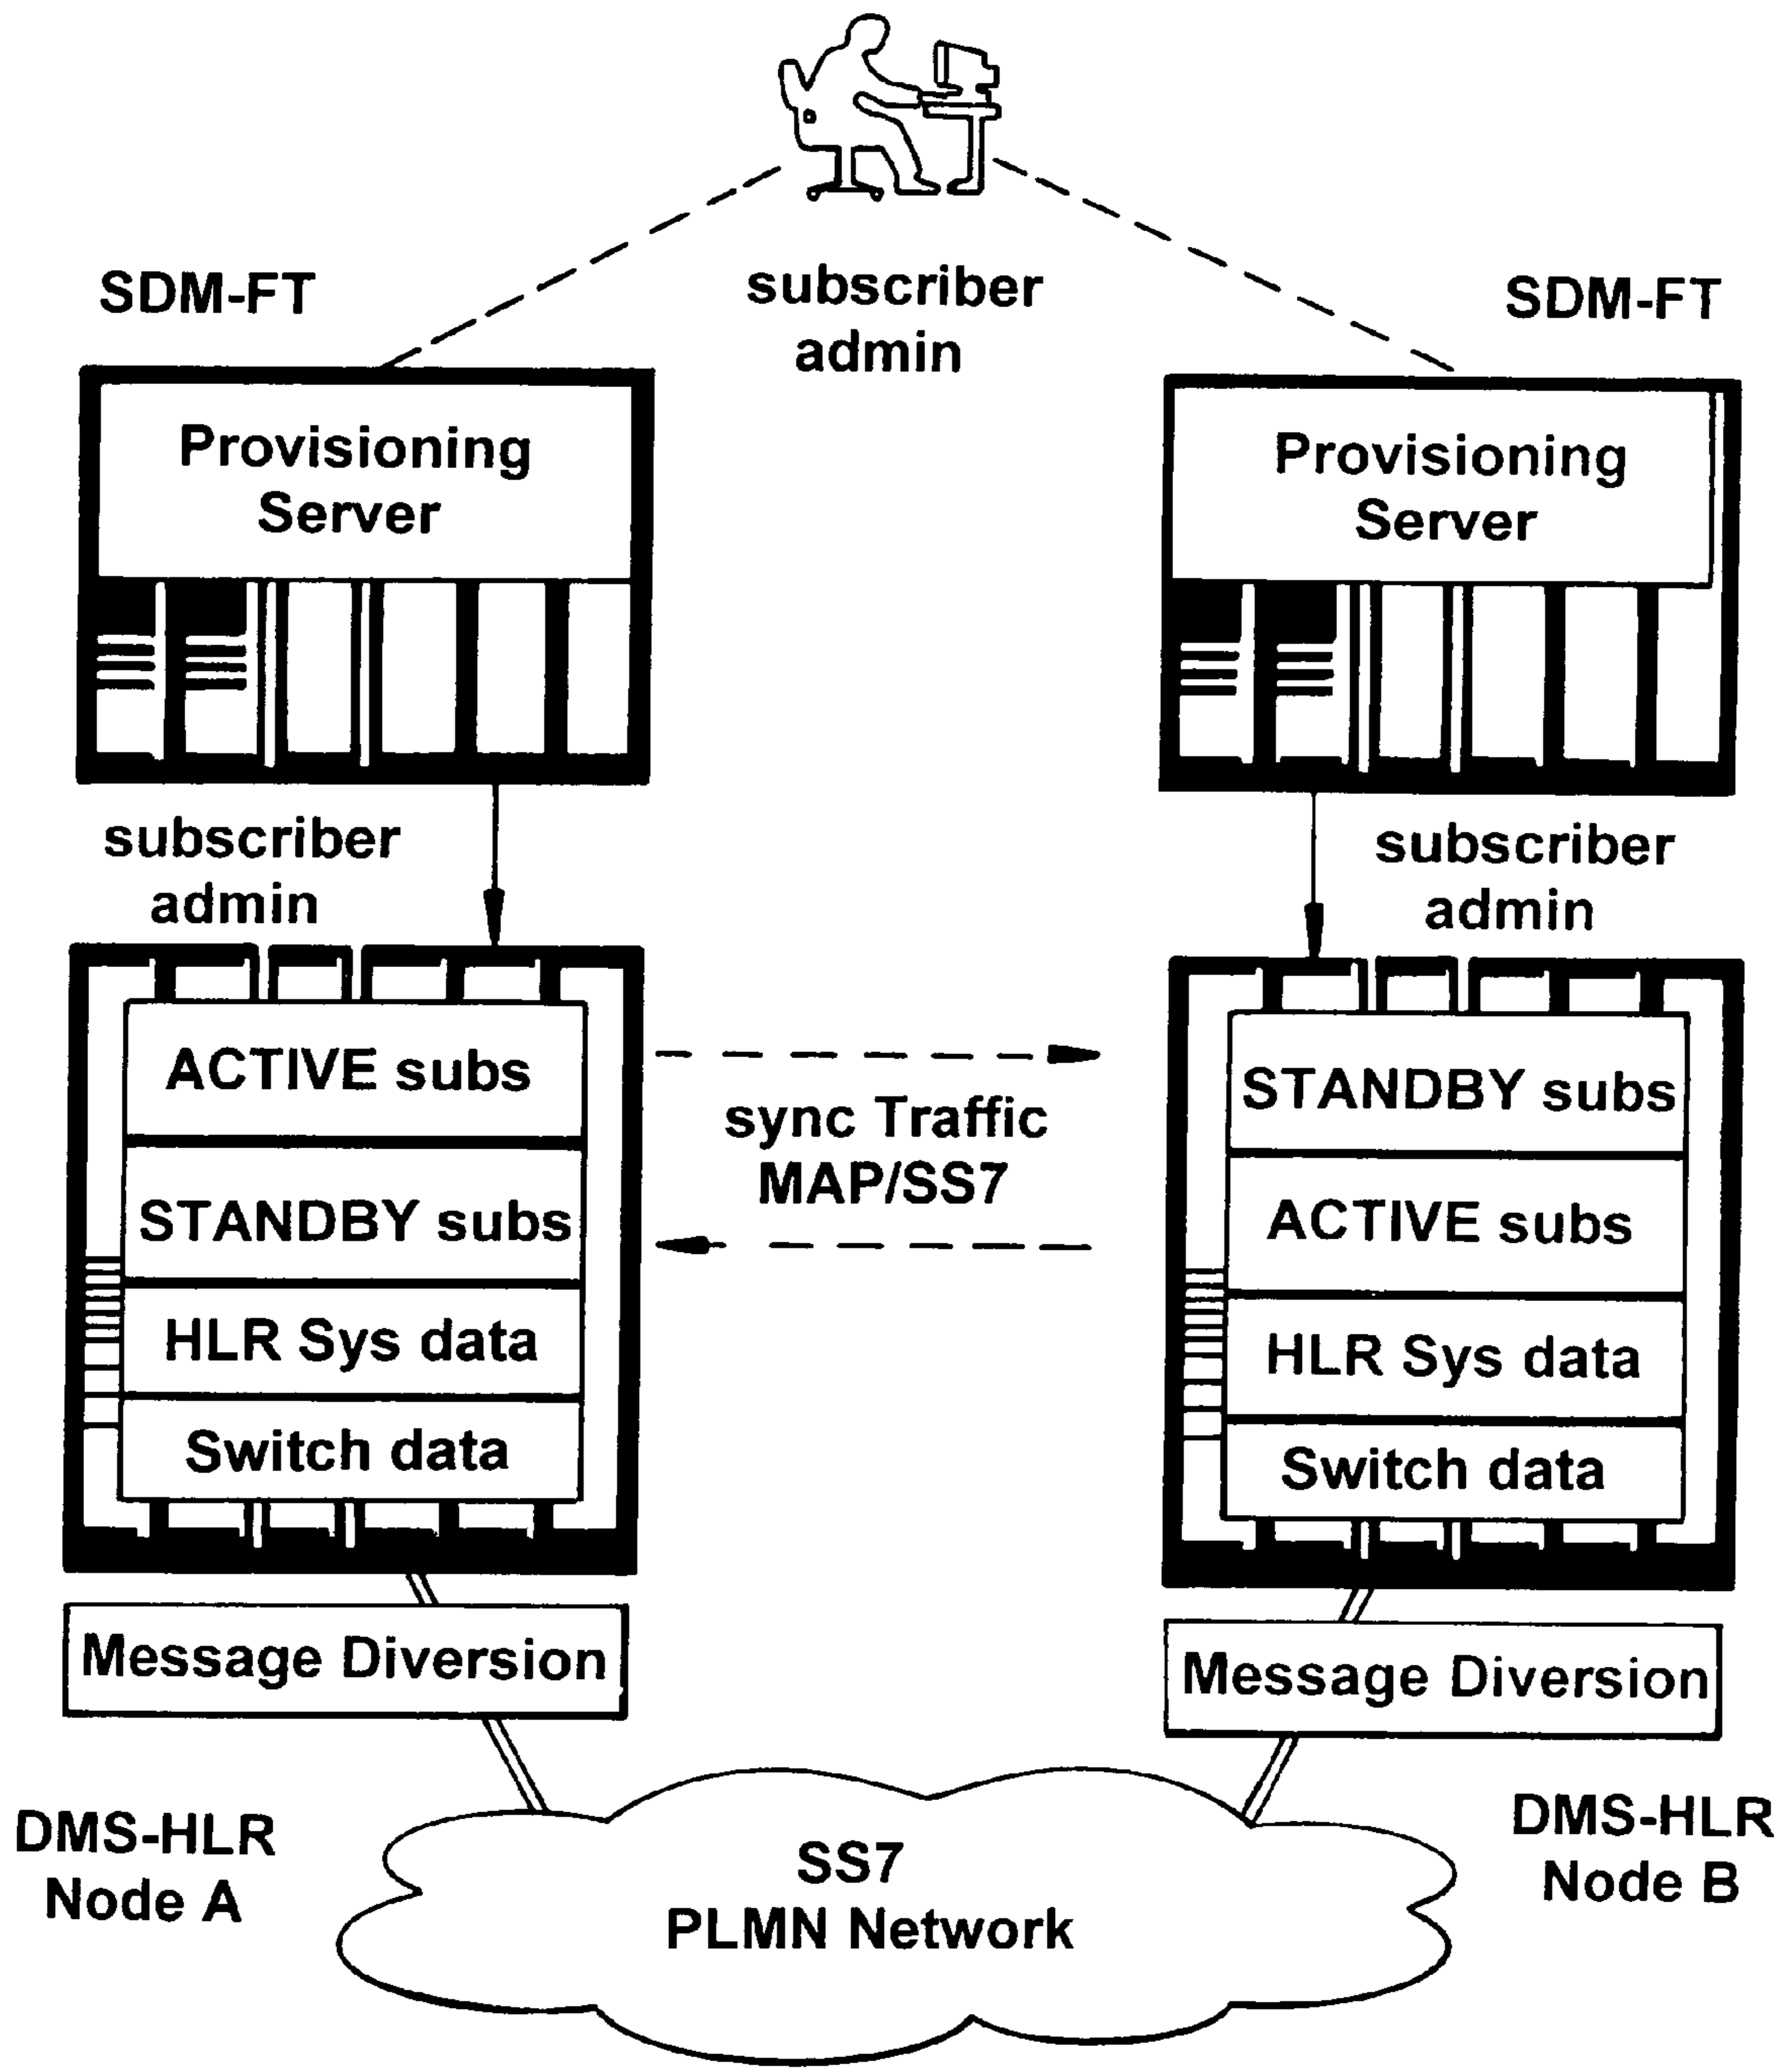 subscriber
admin
SDM-FT
SDM-FT
Provisioning
Server
Provisioning
Server
subscriber
admin
subscriber
admin
ACTIVE subs
STANDBY subs
HLR Sys data
Switch data
sync Traffic
MAP/SS7
STANDBY subs
ACTIVE subs
HLR Sys data
Switch data
Message Diversion
Message Diversion
DMS-HLR
Node A
SS7
PLMN Network
DMS-HLR
Node B